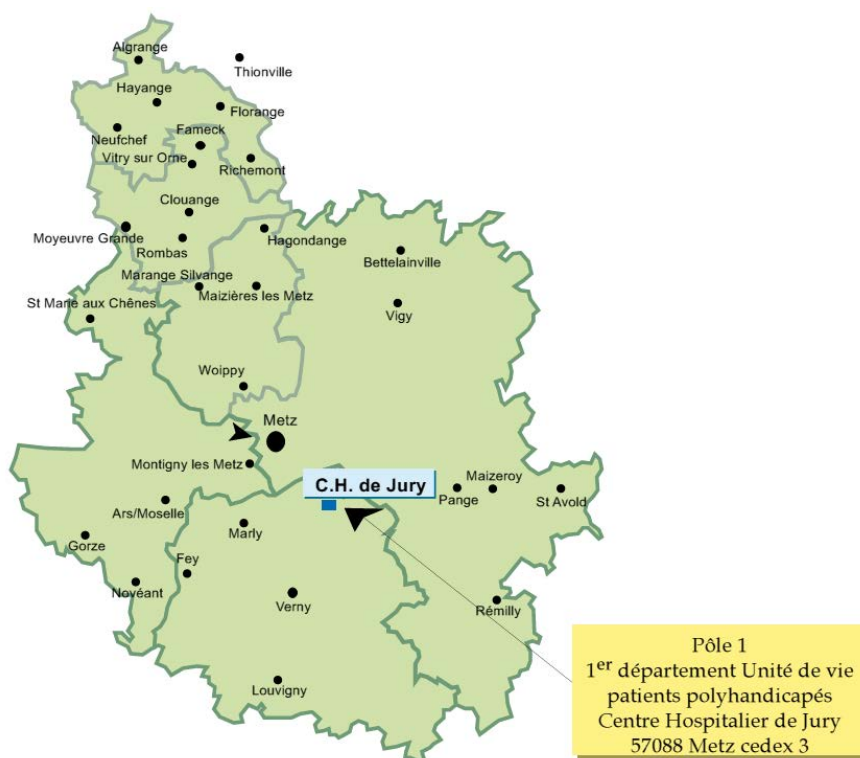 Algrange
Thionville
Hayange
Florange
Neufchef
Fameck
Vitry sur Orne
Richemont
Clouange
Moyeuvre Grande
Rombas
Hagondange
Bettelainville
Marange Silvange
Maizières les Metz
St Marie aux Chênes
Vigy
Woippy
Metz
Montigny les Metz
C.H. de Jury
Maizeroy
Pange
St Avold
Ars/Moselle
Marly
Gorze
Fey
Novéant
Verny
Rémilly
Louvigny
Pôle 1
1er département Unité de vie
patients polyhandicapés
Centre Hospitalier de Jury
57088 Metz cedex 3